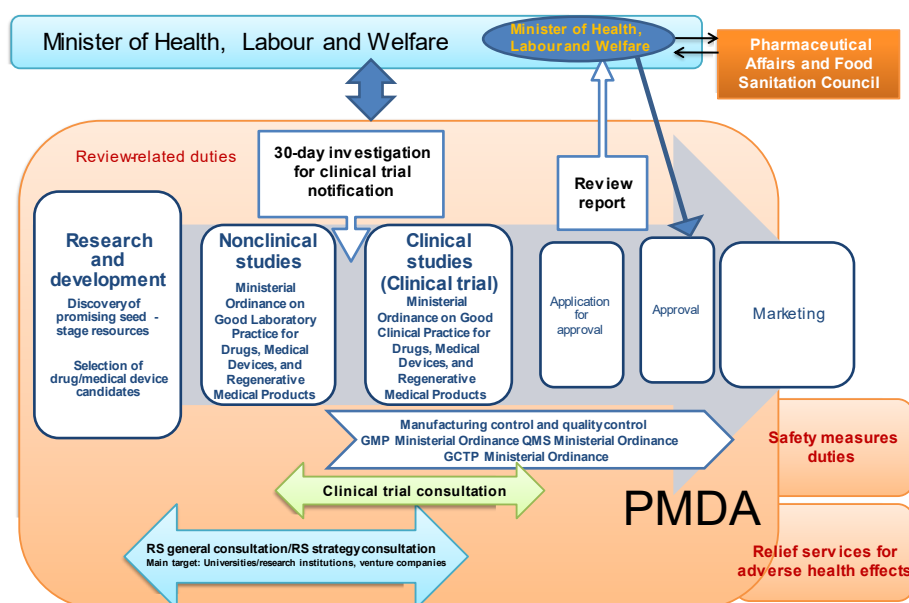 Minister of Health, Labour and Welfare
Minister of Health,
Labour and Welfare
Pharmaceutical
Affairs and Food
Sanitation Council
Review-related duties
30-day investigation
for clinical trial
notification
Review
report
Research
and
development
Discovery of
promising seed -
stage resources
Selection of
drug/medical device
candidates
Nonclinical
studies
Ministerial
Ordinance on
Good Laboratory
Practice for
Drugs, Medical
Devices, and
Regenerative
Medical Products
Clinical
studies
(Clinical trial)
Ministerial
Ordinance on Good
Clinical Practice for
Drugs, Medical
Devices, and
Regenerative
Medical Products
Application
for
approval
Approval
Marketing
Manufacturing control and quality control
GMP Ministerial Ordinance QMS Ministerial Ordinance
GCTP Ministerial Ordinance
Safety measures
duties
Clinical trial consultation
PMDA
RS general consultation/RS strategy consultation
Main target: Universities/research institutions, venture companies
Relief services for
adverse health effects